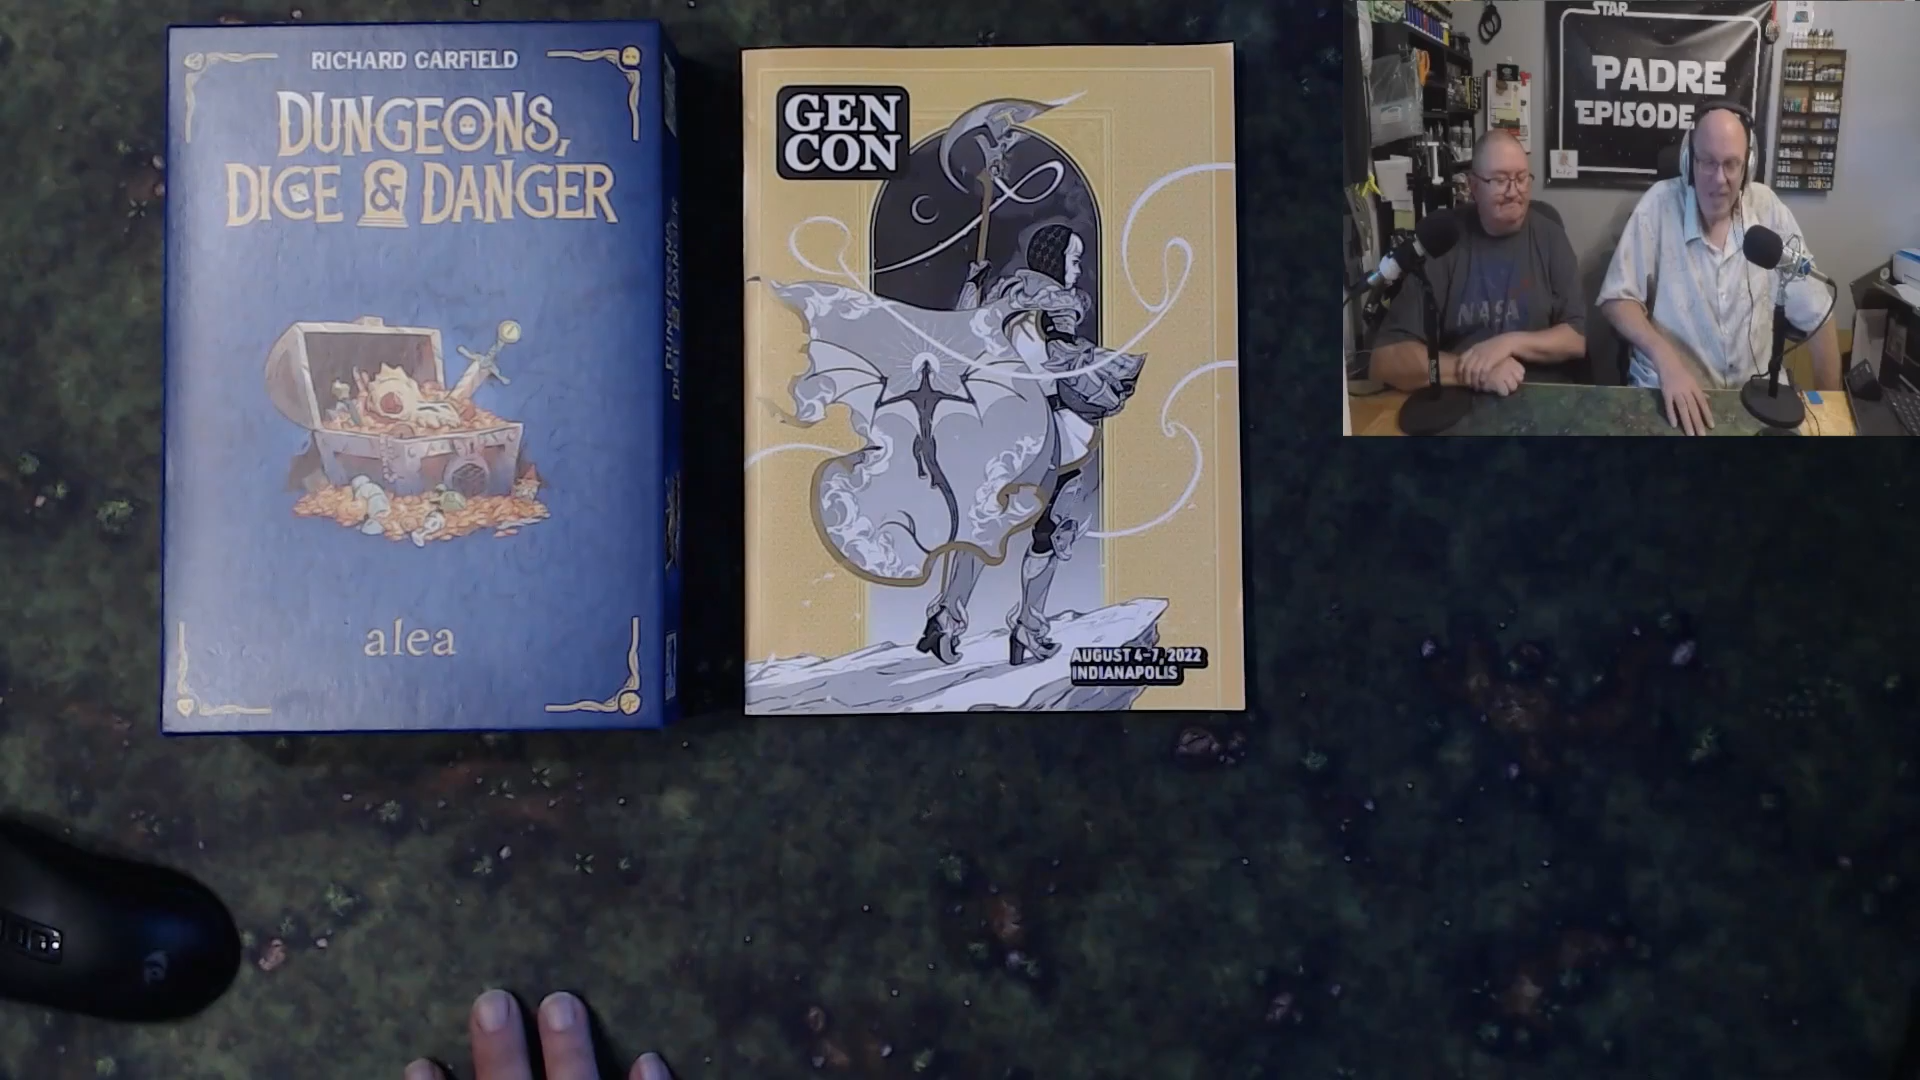 RICHARD GARFIELD
DUNGEONS,
DICE & DANGER
alea
GEN
CON
AUGUST 4-7, 2022
INDIANAPOLIS
STAR
PADRE
EPISODE
NASA